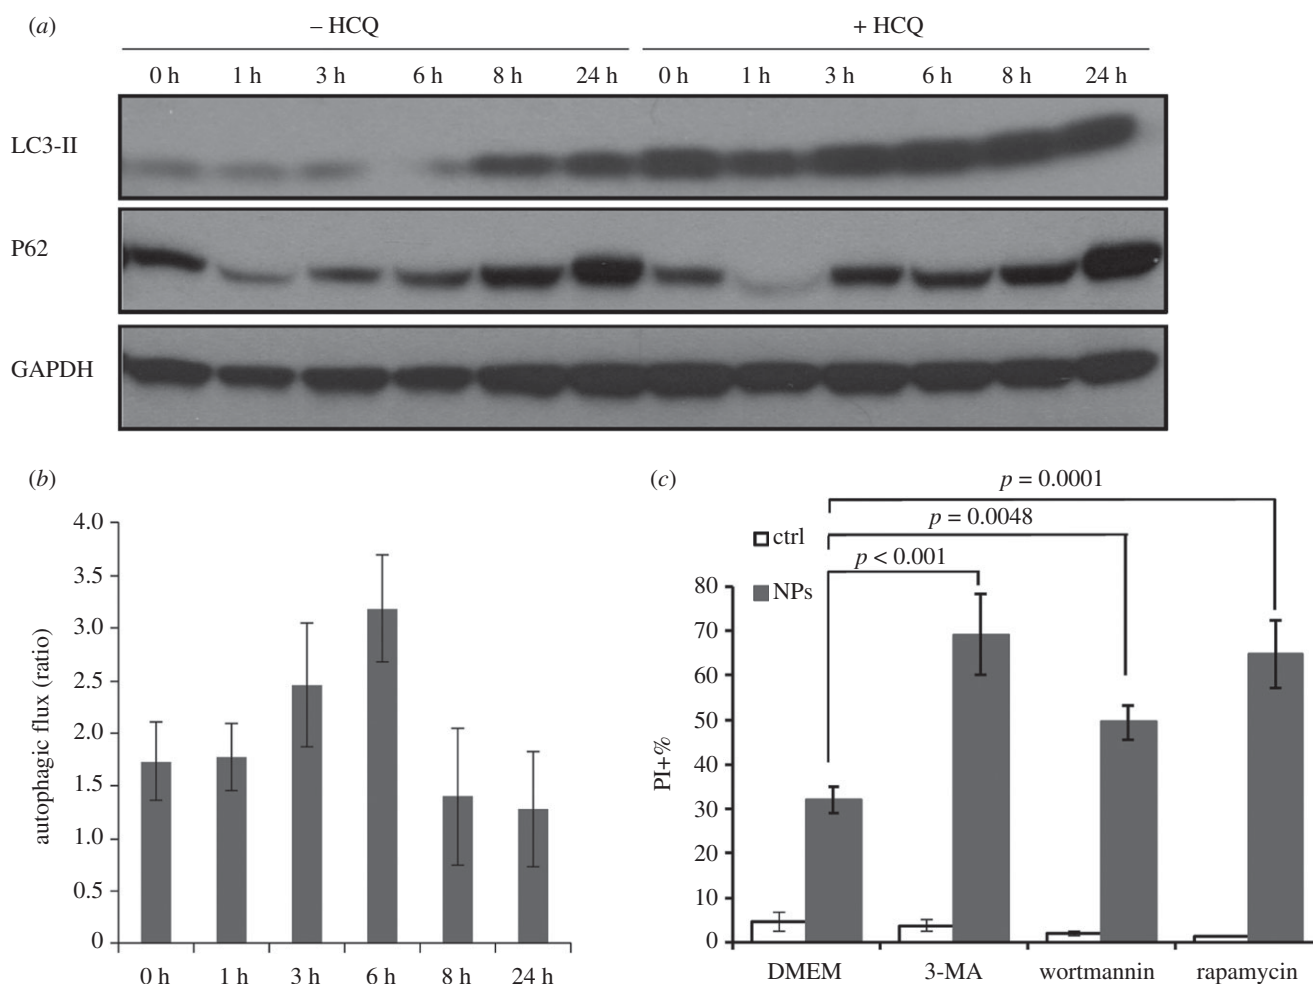 (a)
– HCQ + HCQ
0 h 1 h 3 h 6 h 8 h 24 h 0 h 1 h 3 h 6 h 8 h 24 h
LC3-II
P62
GAPDH
(b)
4.0
3.5
3.0
2.5
2.0
1.5
1.0
0.5
0
autophagic flux (ratio)
0 h 1 h 3 h 6 h 8 h 24 h
(c)
p = 0.0001
p = 0.0048
p < 0.001
ctrl
NPs
80
70
60
50
40
30
20
10
0
PI+%
DMEM 3-MA wortmannin rapamycin